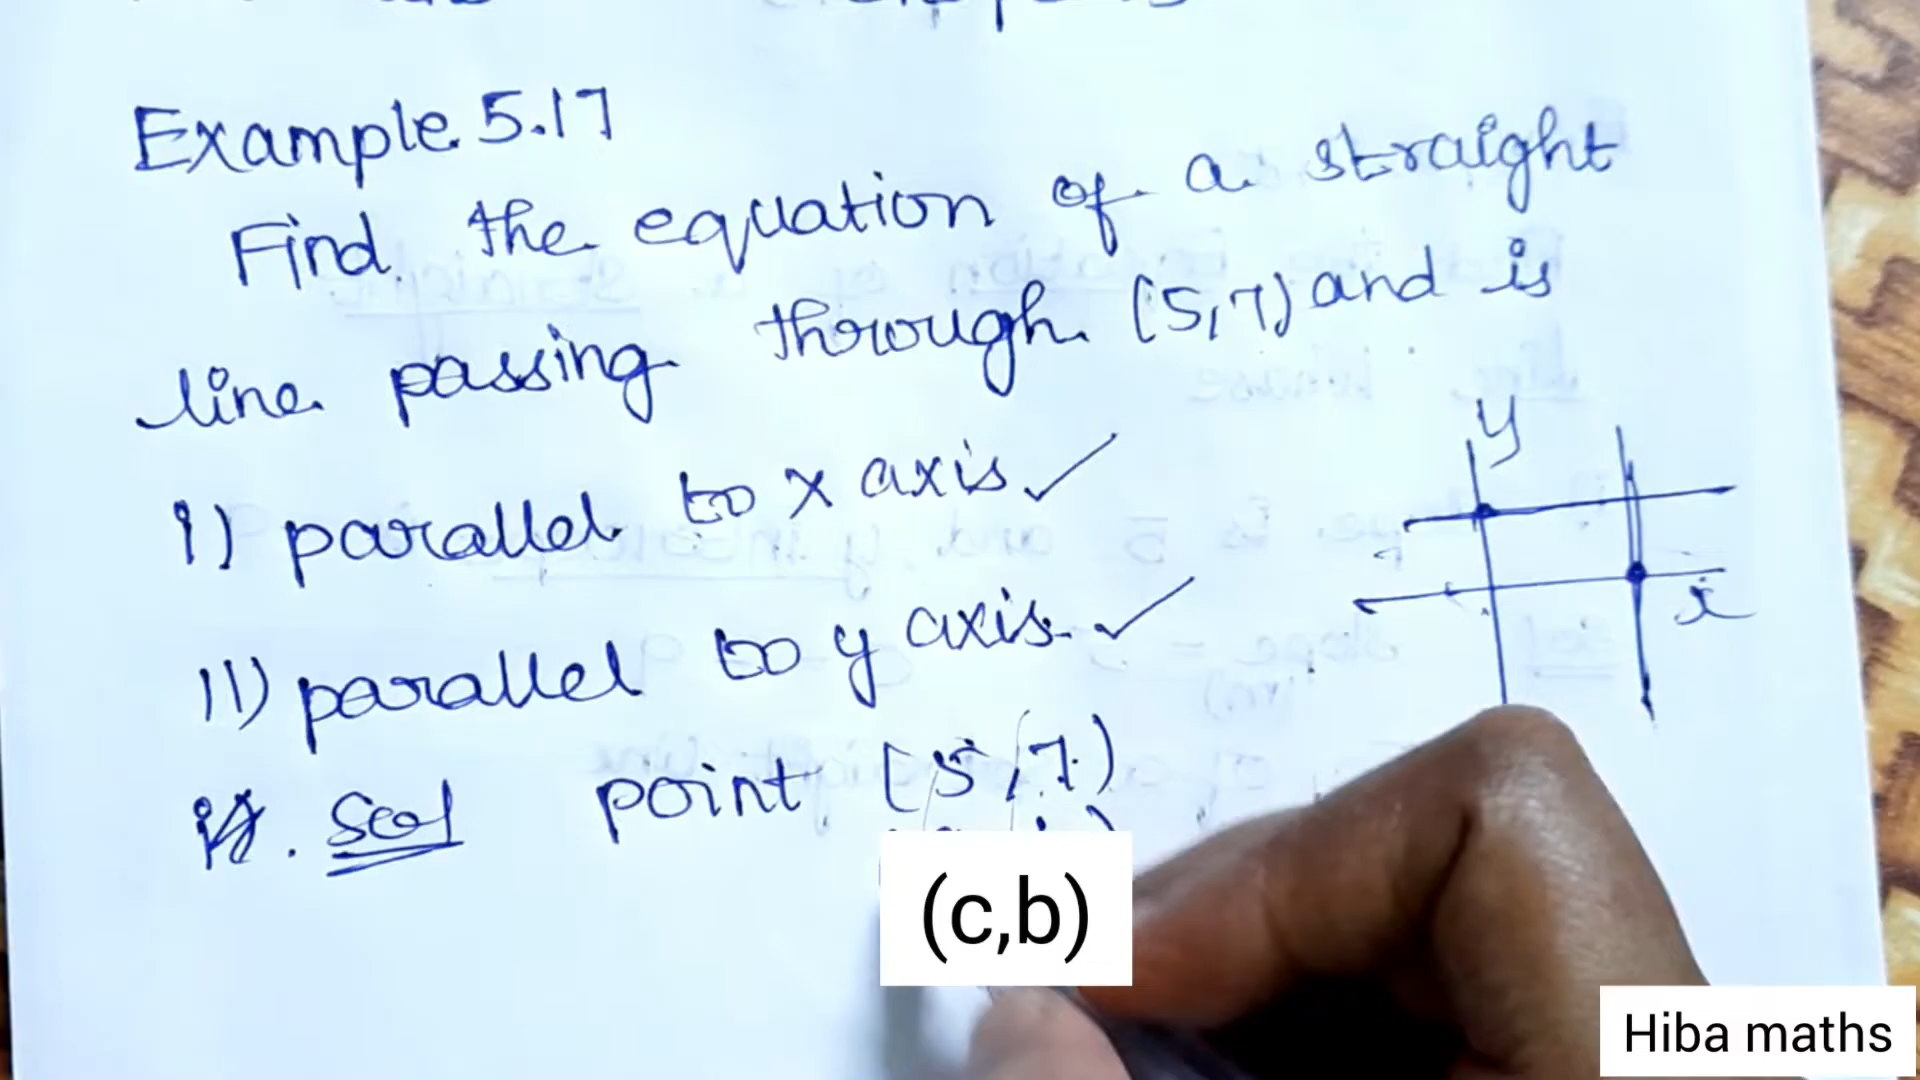 Example 5.17
Find the equation of a straight
line passing through (5,7) and is
i) parallel to x axis ✓
y
ii) parallel to y axis ✓
x
Sol point (5,7)
(c,b)
Hiba maths